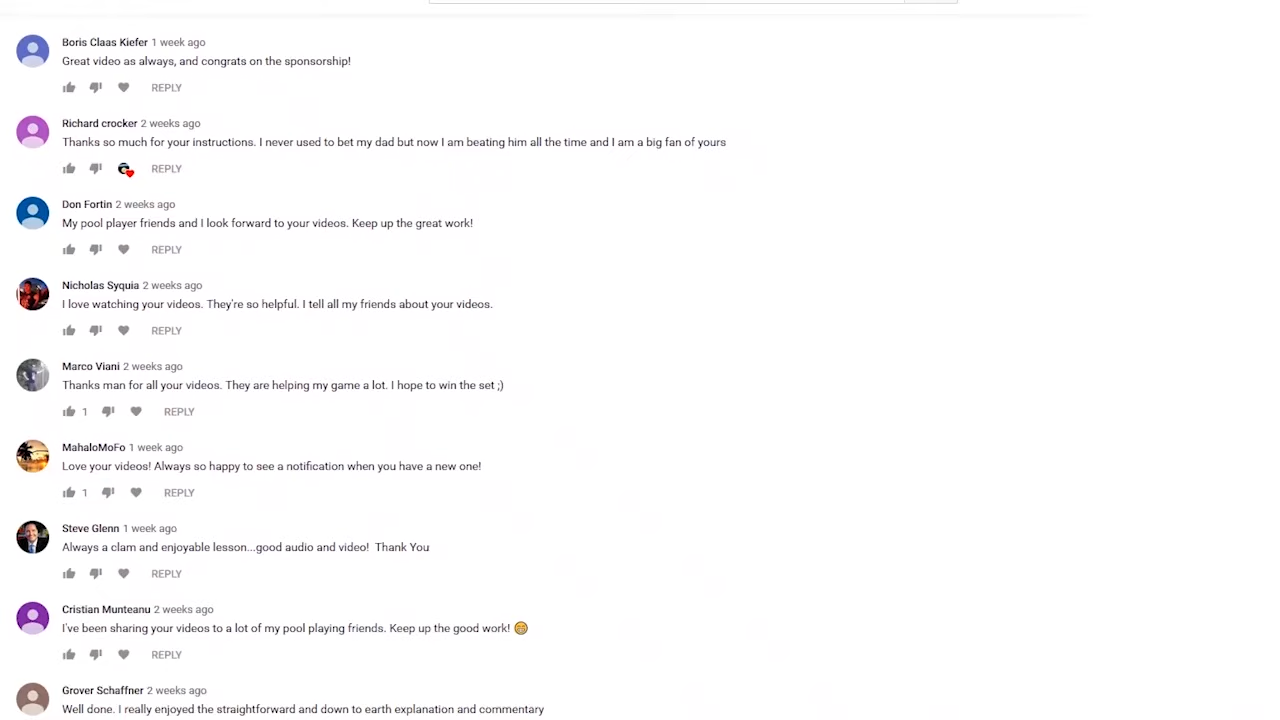 Boris Claas Kiefer 1 week ago
Great video as always, and congrats on the sponsorship!
REPLY
Richard crocker 2 weeks ago
Thanks so much for your instructions. I never used to bet my dad but now I am beating him all the time and I am a big fan of yours
REPLY
Don Fortin 2 weeks ago
My pool player friends and I look forward to your videos. Keep up the great work!
REPLY
Nicholas Syquia 2 weeks ago
I love watching your videos. They're so helpful. I tell all my friends about your videos.
REPLY
Marco Viani 2 weeks ago
Thanks man for all your videos. They are helping my game a lot. I hope to win the set ;)
1 REPLY
MahaloMoFo 1 week ago
Love your videos! Always so happy to see a notification when you have a new one!
1 REPLY
Steve Glenn 1 week ago
Always a clam and enjoyable lesson...good audio and video!  Thank You
REPLY
Cristian Munteanu 2 weeks ago
I've been sharing your videos to a lot of my pool playing friends. Keep up the good work! 😁
REPLY
Grover Schaffner 2 weeks ago
Well done. I really enjoyed the straightforward and down to earth explanation and commentary